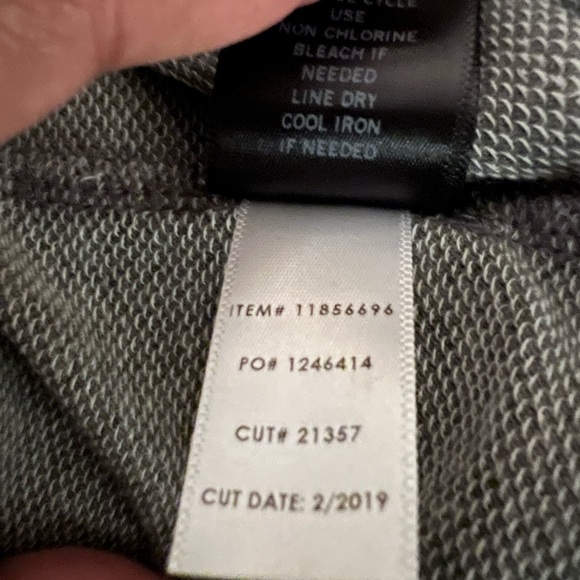 CYCLE
USE
NON CHLORINE
BLEACH IF
NEEDED
LINE DRY
COOL IRON
IF NEEDED
ITEM# 11856696
PO# 1246414
CUT# 21357
CUT DATE: 2/2019